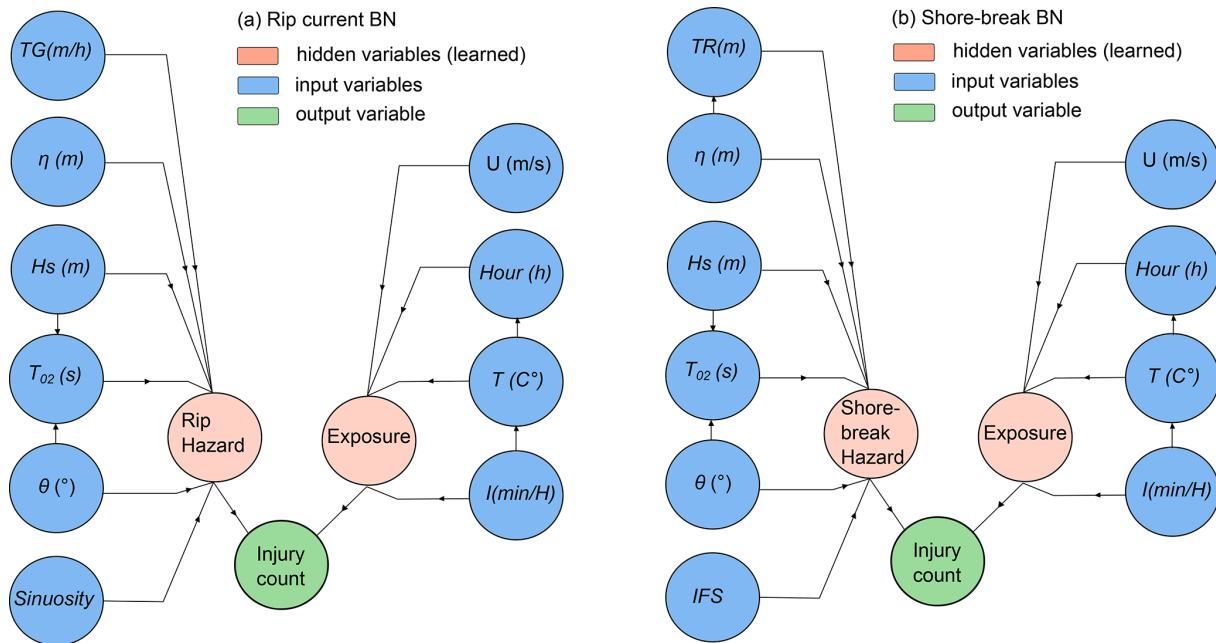 (a) Rip current BN
hidden variables (learned)
input variables
output variable
TG(m/h)
η (m)
Hs (m)
T02 (s)
θ (°)
Sinuosity
Rip
Hazard
Exposure
Injury
count
U (m/s)
Hour (h)
T (C°)
I(min/H)
(b) Shore-break BN
hidden variables (learned)
input variables
output variable
TR(m)
η (m)
Hs (m)
T02 (s)
θ (°)
IFS
Shore-
break
Hazard
Exposure
Injury
count
U (m/s)
Hour (h)
T (C°)
I(min/H)